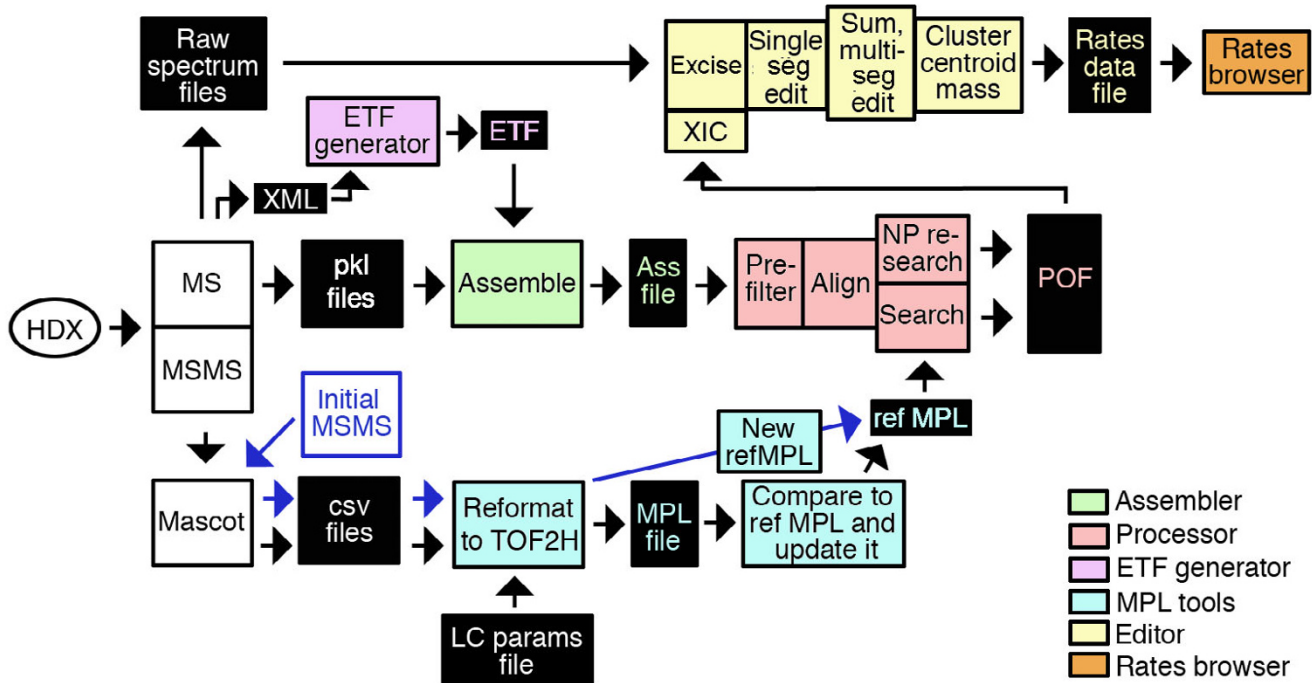 Raw
spectrum
files
ETF
generator
ETF
XML
Excise
XIC
Single
seg
edit
Sum,
multi-
seg
edit
Cluster
centroid
mass
Rates
data
file
Rates
browser
HDX
MS
MSMS
pkl
files
Assemble
Ass
file
Pre-
filter
Align
NP re-
search
Search
POF
Initial
MSMS
Mascot
csv
files
Reformat
to TOF2H
New
refMPL
ref MPL
MPL
file
Compare to
ref MPL and
update it
LC params
file
Assembler
Processor
ETF generator
MPL tools
Editor
Rates browser